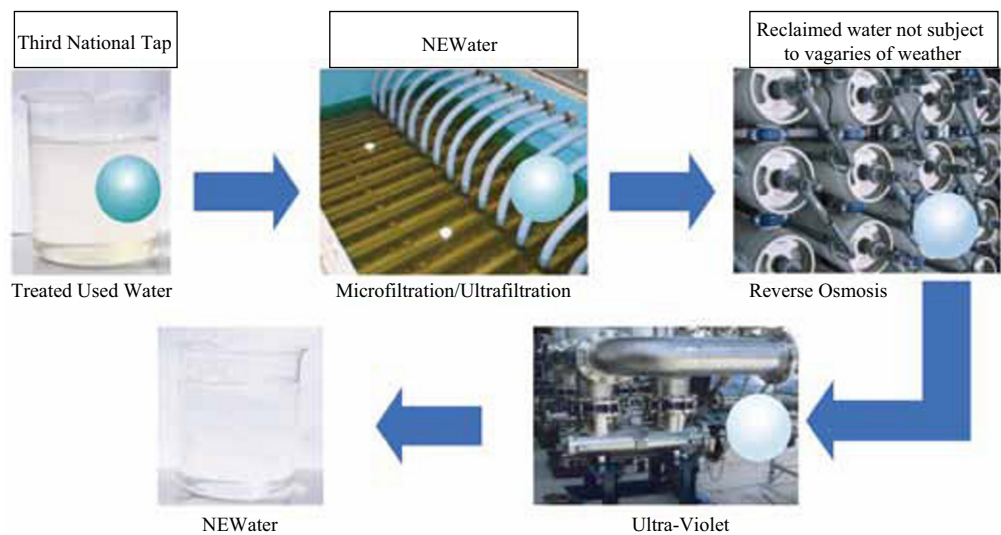 Third National Tap
NEWater
Reclaimed water not subject
to vagaries of weather
Treated Used Water
Microfiltration/Ultrafiltration
Reverse Osmosis
NEWater
Ultra-Violet